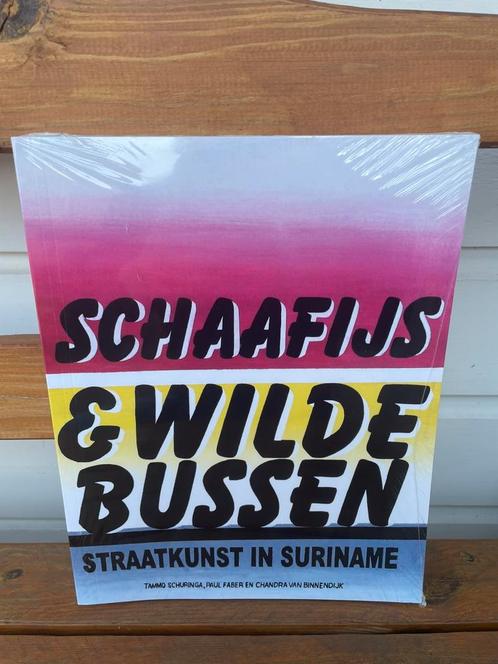 SCHAAFIJS
& WILDE
BUSSEN
STRAATKUNST IN SURINAME
TAMMO SCHURINGA, PAUL FABER EN CHANDRA VAN BINNENDIJK